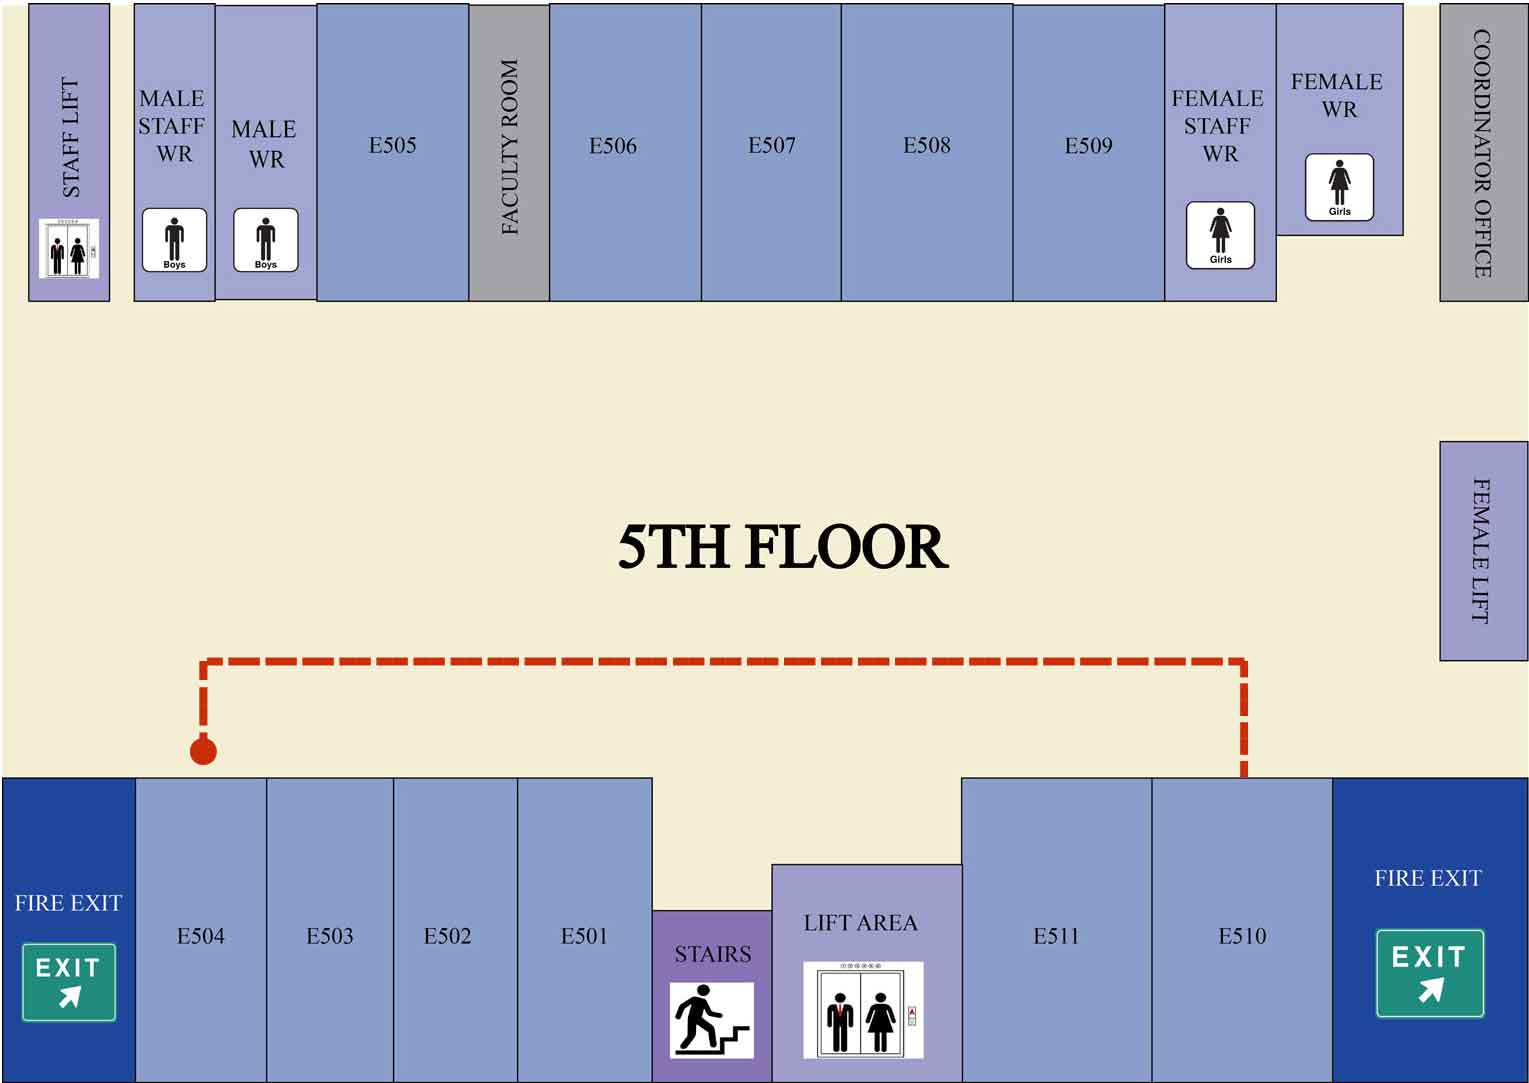 STAFF LIFT
MALE
STAFF
WR
Boys
MALE
WR
Boys
E505
FACULTY ROOM
E506
E507
E508
E509
FEMALE
STAFF
WR
Girls
FEMALE
WR
Girls
COORDINATOR OFFICE
5TH FLOOR
FEMALE LIFT
FIRE EXIT
EXIT
E504
E503
E502
E501
STAIRS
LIFT AREA
E511
E510
FIRE EXIT
EXIT